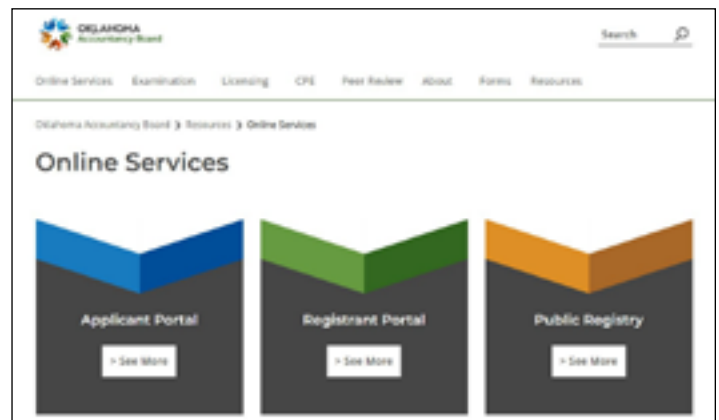 OKLAHOMA
Accountancy Board
Search
Online Services Examination Licensing CPE Peer Review About Forms Resources
Oklahoma Accountancy Board ❯ Resources ❯ Online Services
Online Services
Applicant Portal Registrant Portal Public Registry
> See More > See More > See More